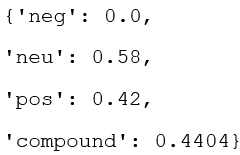 {'neg': 0.0,
'neu': 0.58,
'pos': 0.42,
'compound': 0.4404}